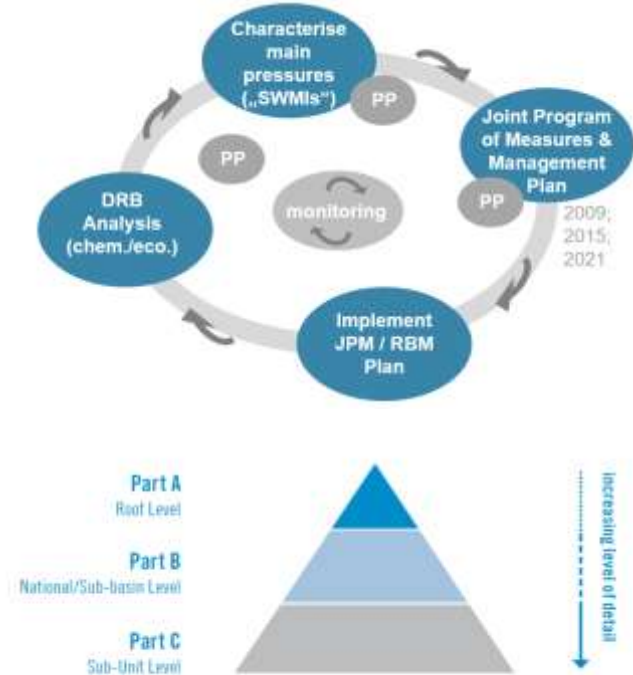 Characterise
main
pressures
(„SWMIs“)
PP
Joint Program
of Measures &
Management
Plan
PP
PP
2009;
2015;
2021
DRB
Analysis
(chem./eco.)
monitoring
Implement
JPM / RBM
Plan
Part A
Roof Level
Part B
National/Sub-basin Level
Part C
Sub-Unit Level
increasing level of detail